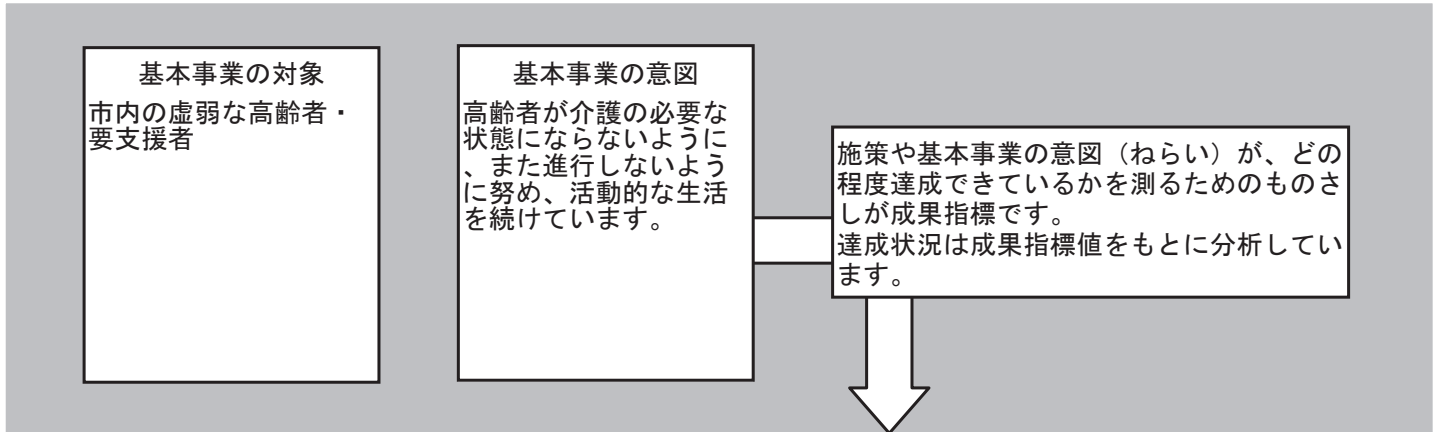 基本事業の対象
市内の虚弱な高齢者・
要支援者
基本事業の意図
高齢者が介護の必要な
状態にならないように
、また進行しないよう
に努め、活動的な生活
を続けています。
施策や基本事業の意図（ねらい）が、どの
程度達成できているかを測るためのものさ
しが成果指標です。
達成状況は成果指標値をもとに分析してい
ます。